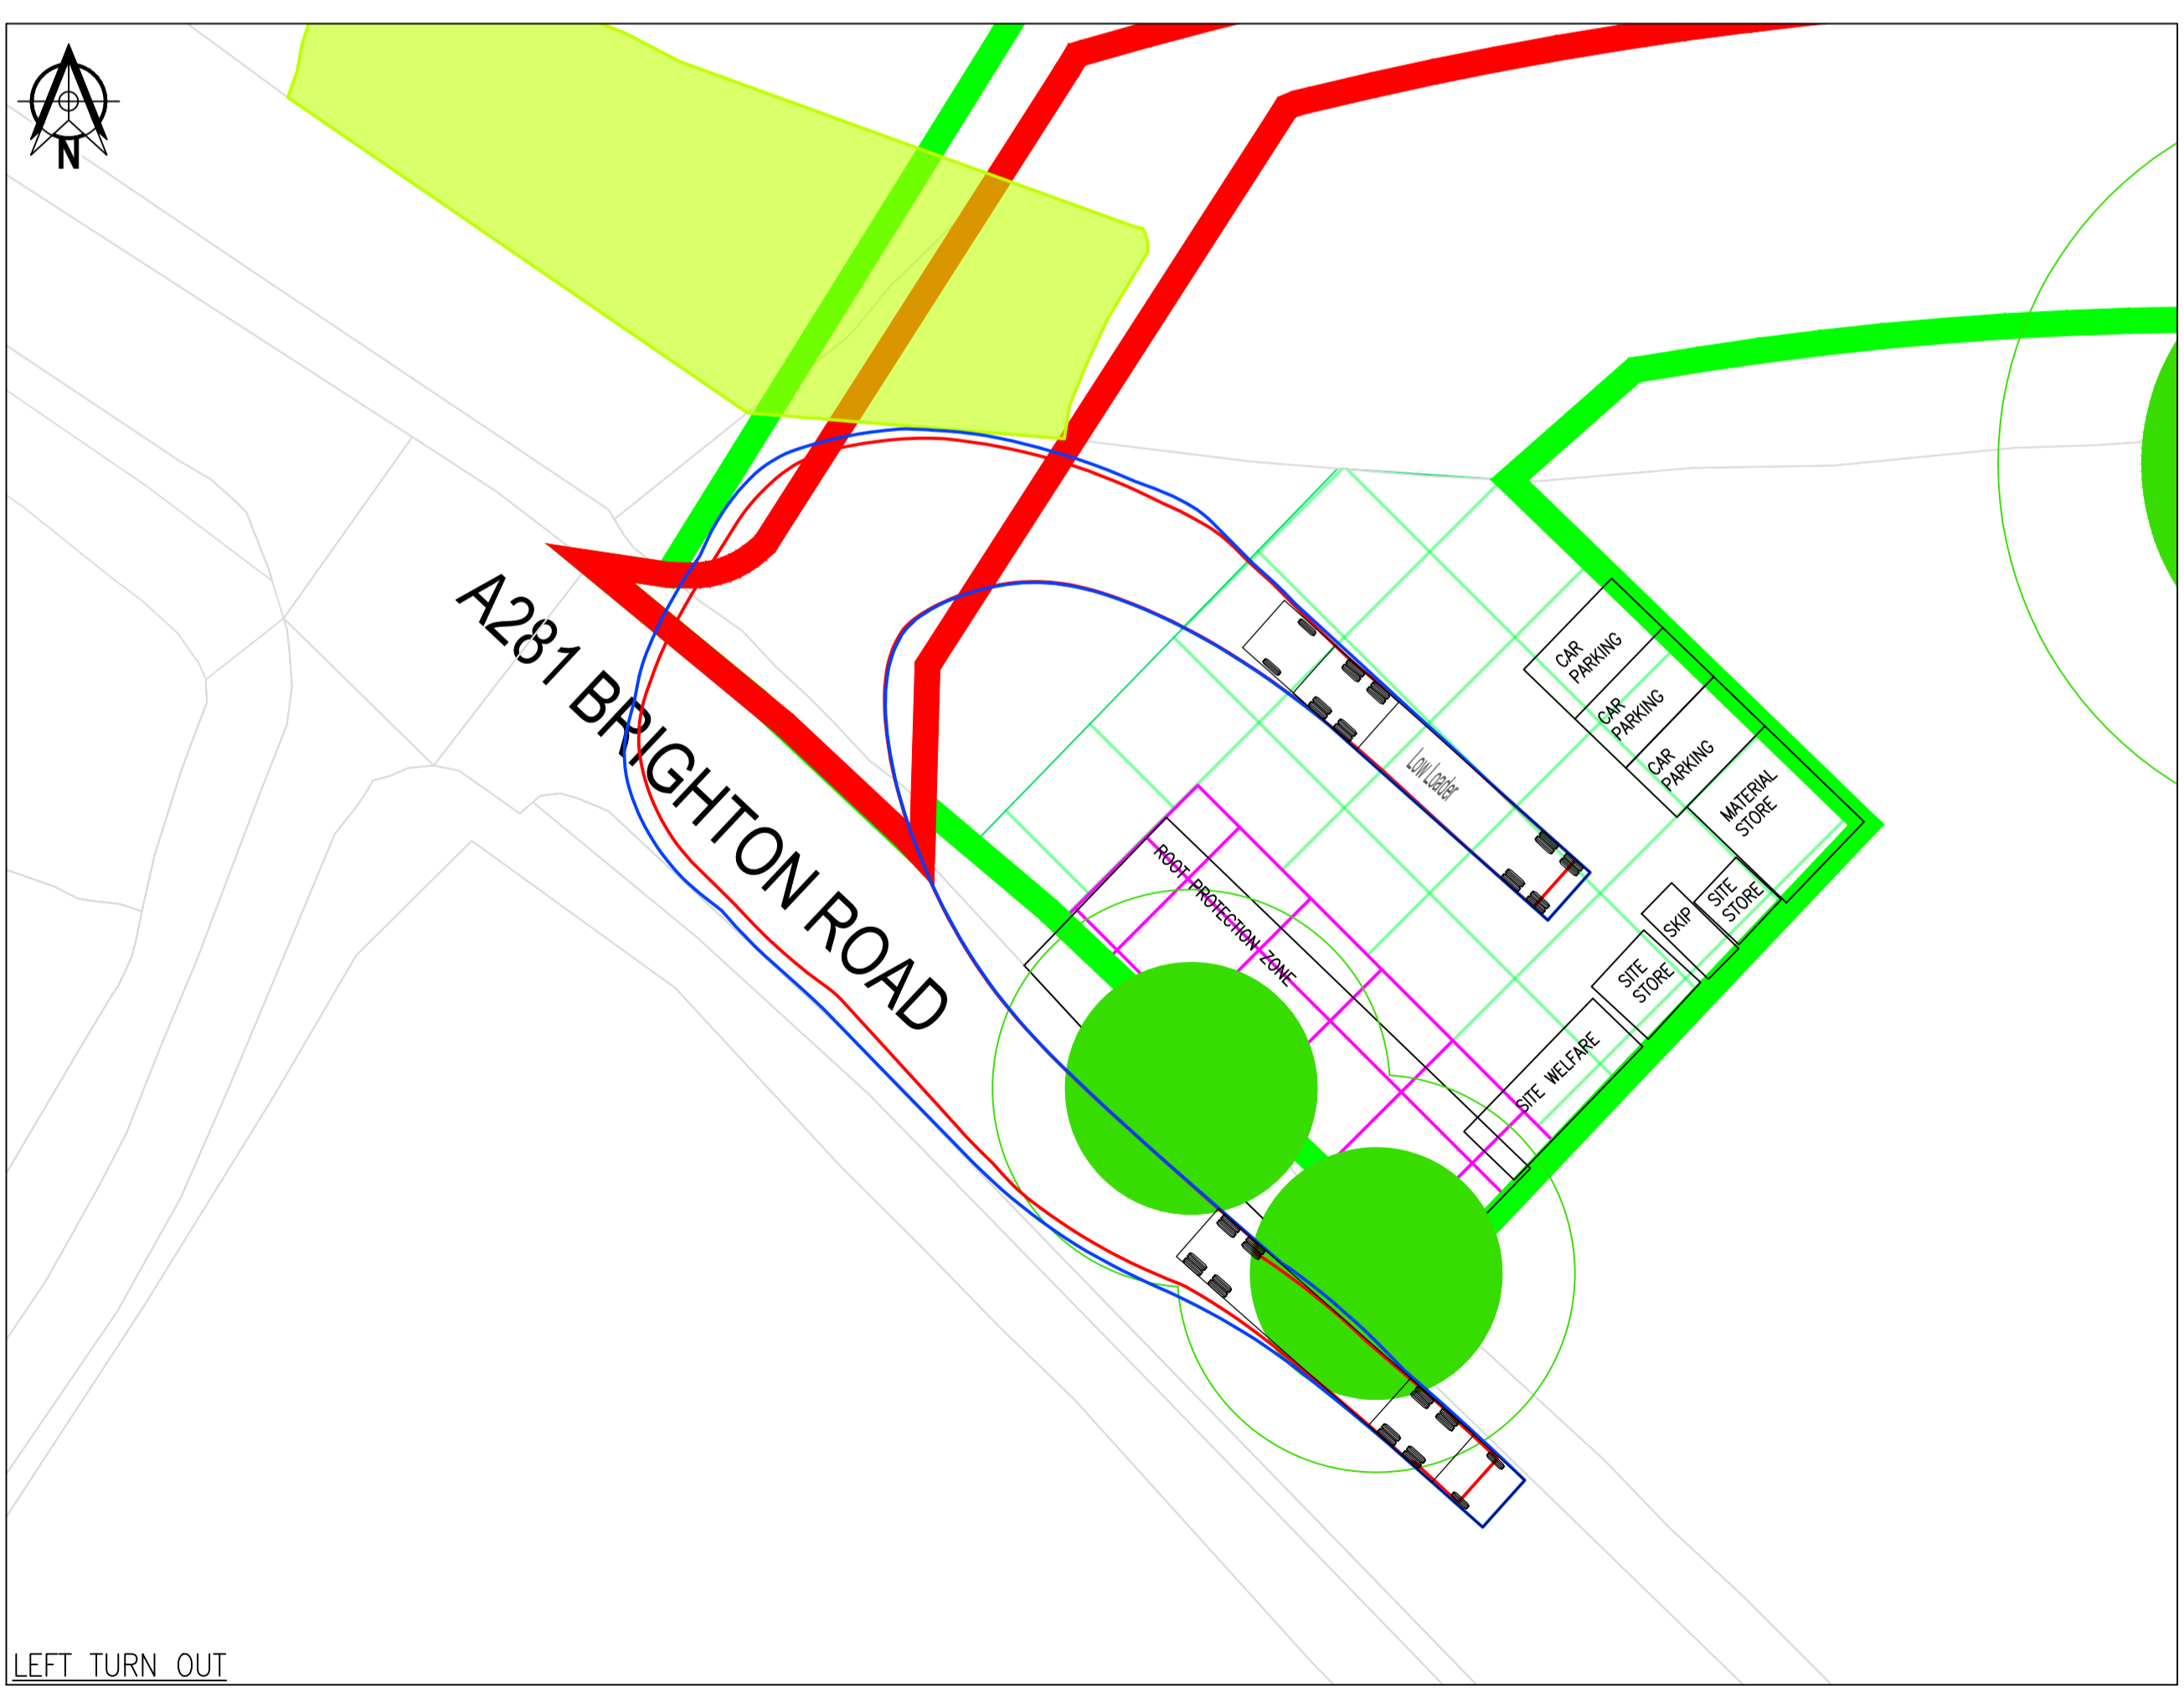 N
A281 BRIGHTON ROAD
Low Loader
CAR
PARKING
CAR
PARKING
CAR
PARKING
MATERIAL
STORE
ROOT PROTECTION ZONE
SITE
STORE
SKIP
SITE
STORE
SITE WELFARE
LEFT TURN OUT